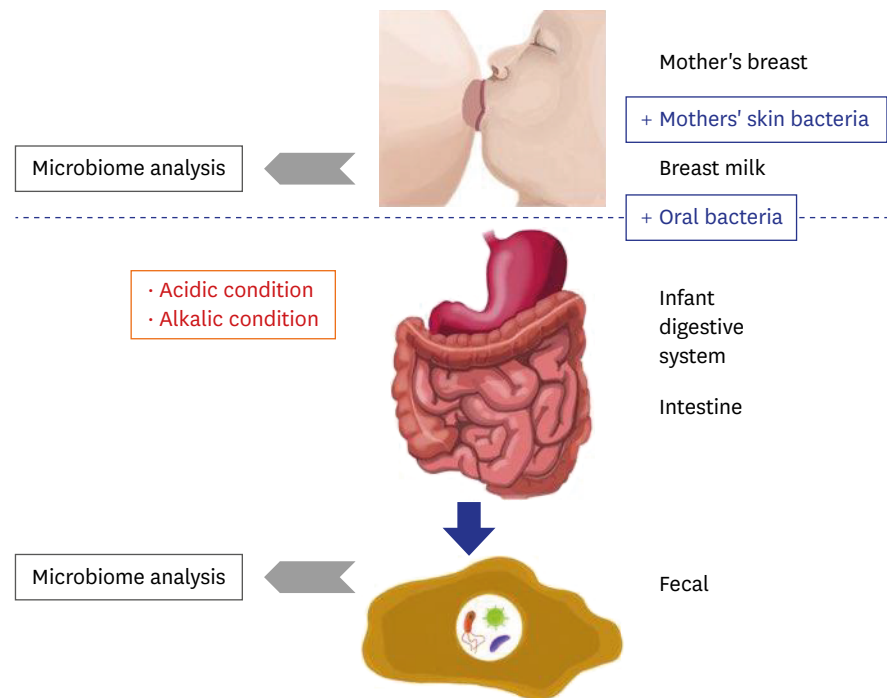 Mother's breast
+ Mothers' skin bacteria
Microbiome analysis
Breast milk
+ Oral bacteria
· Acidic condition
· Alkalic condition
Infant
digestive
system
Intestine
Microbiome analysis
Fecal